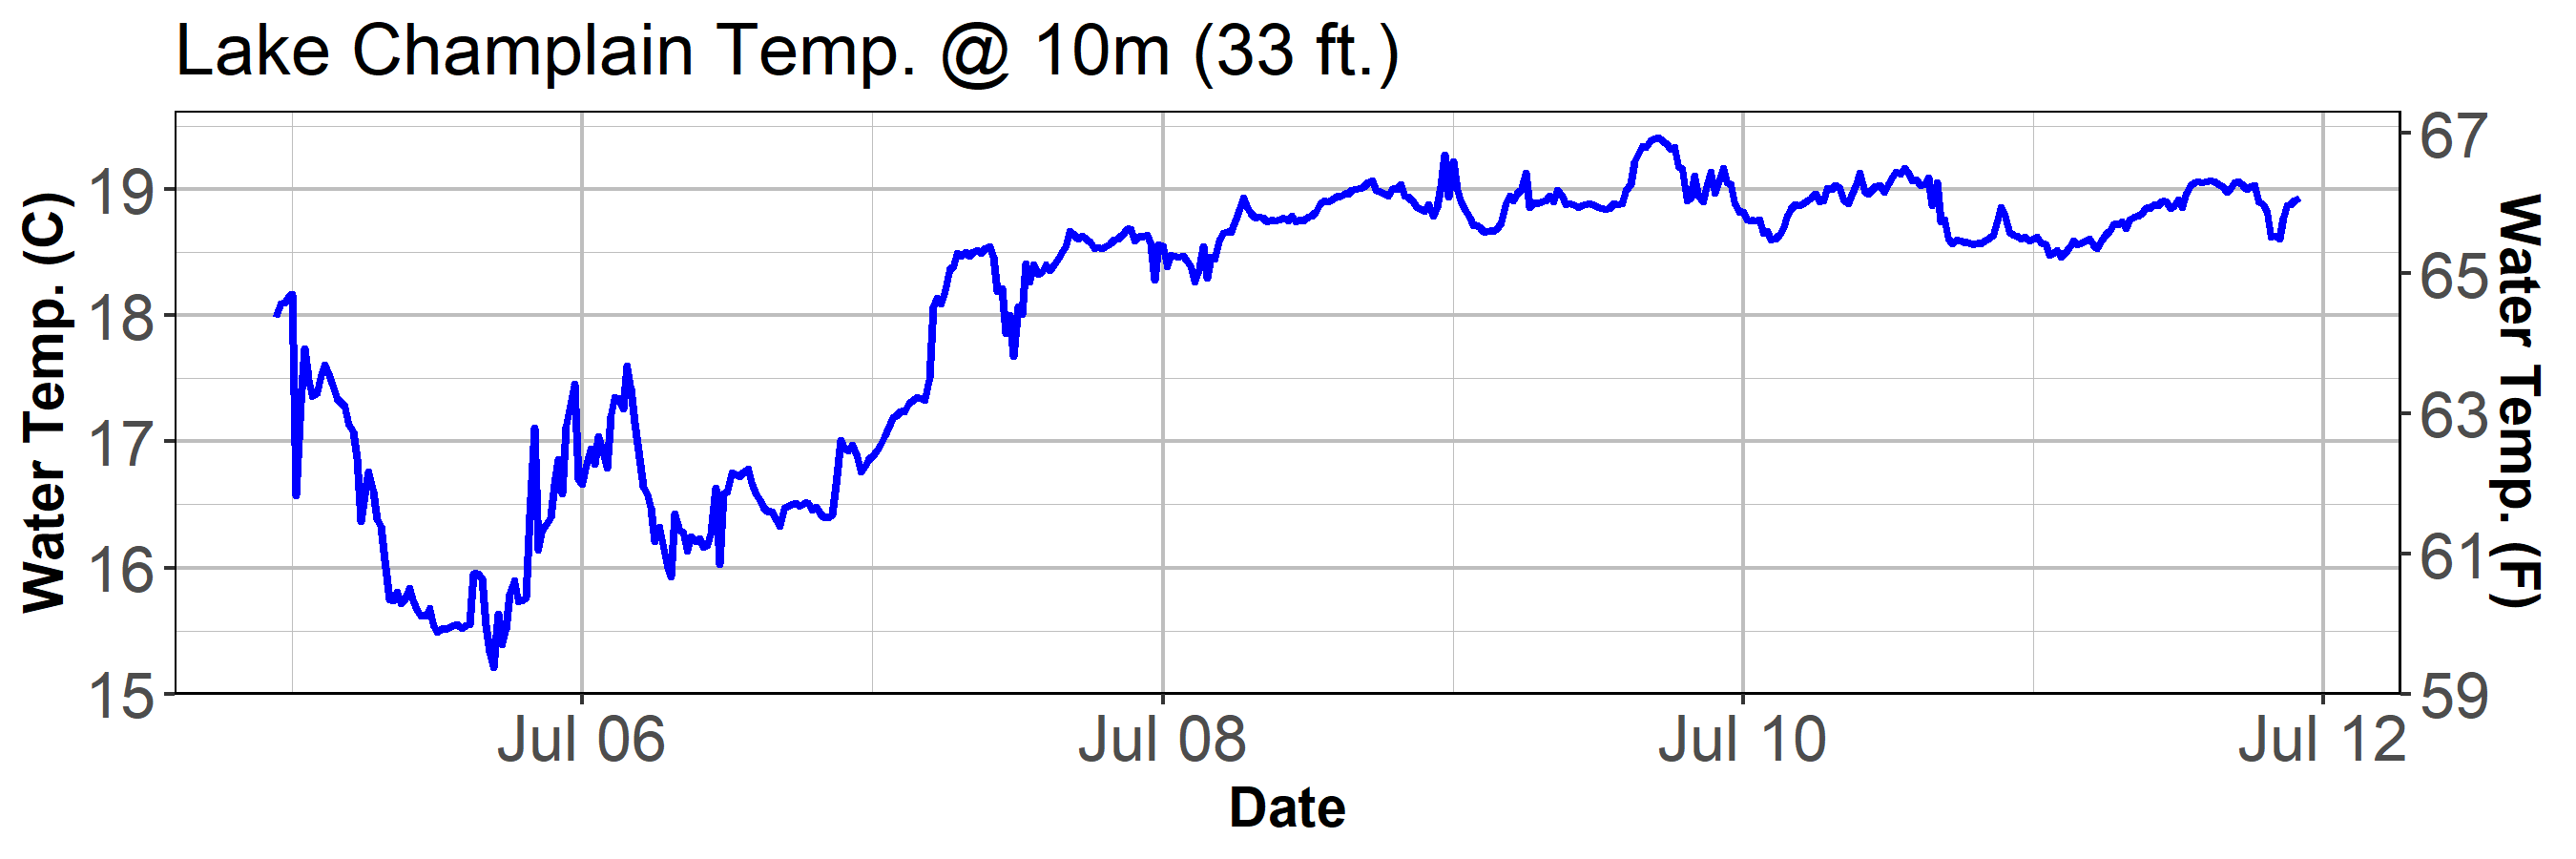 Lake Champlain Temp. @ 10m (33 ft.)
Water Temp. (C)
19
18
17
16
15
67
65
63
61
59
Water Temp. (F)
Jul 06 Jul 08 Jul 10 Jul 12
Date